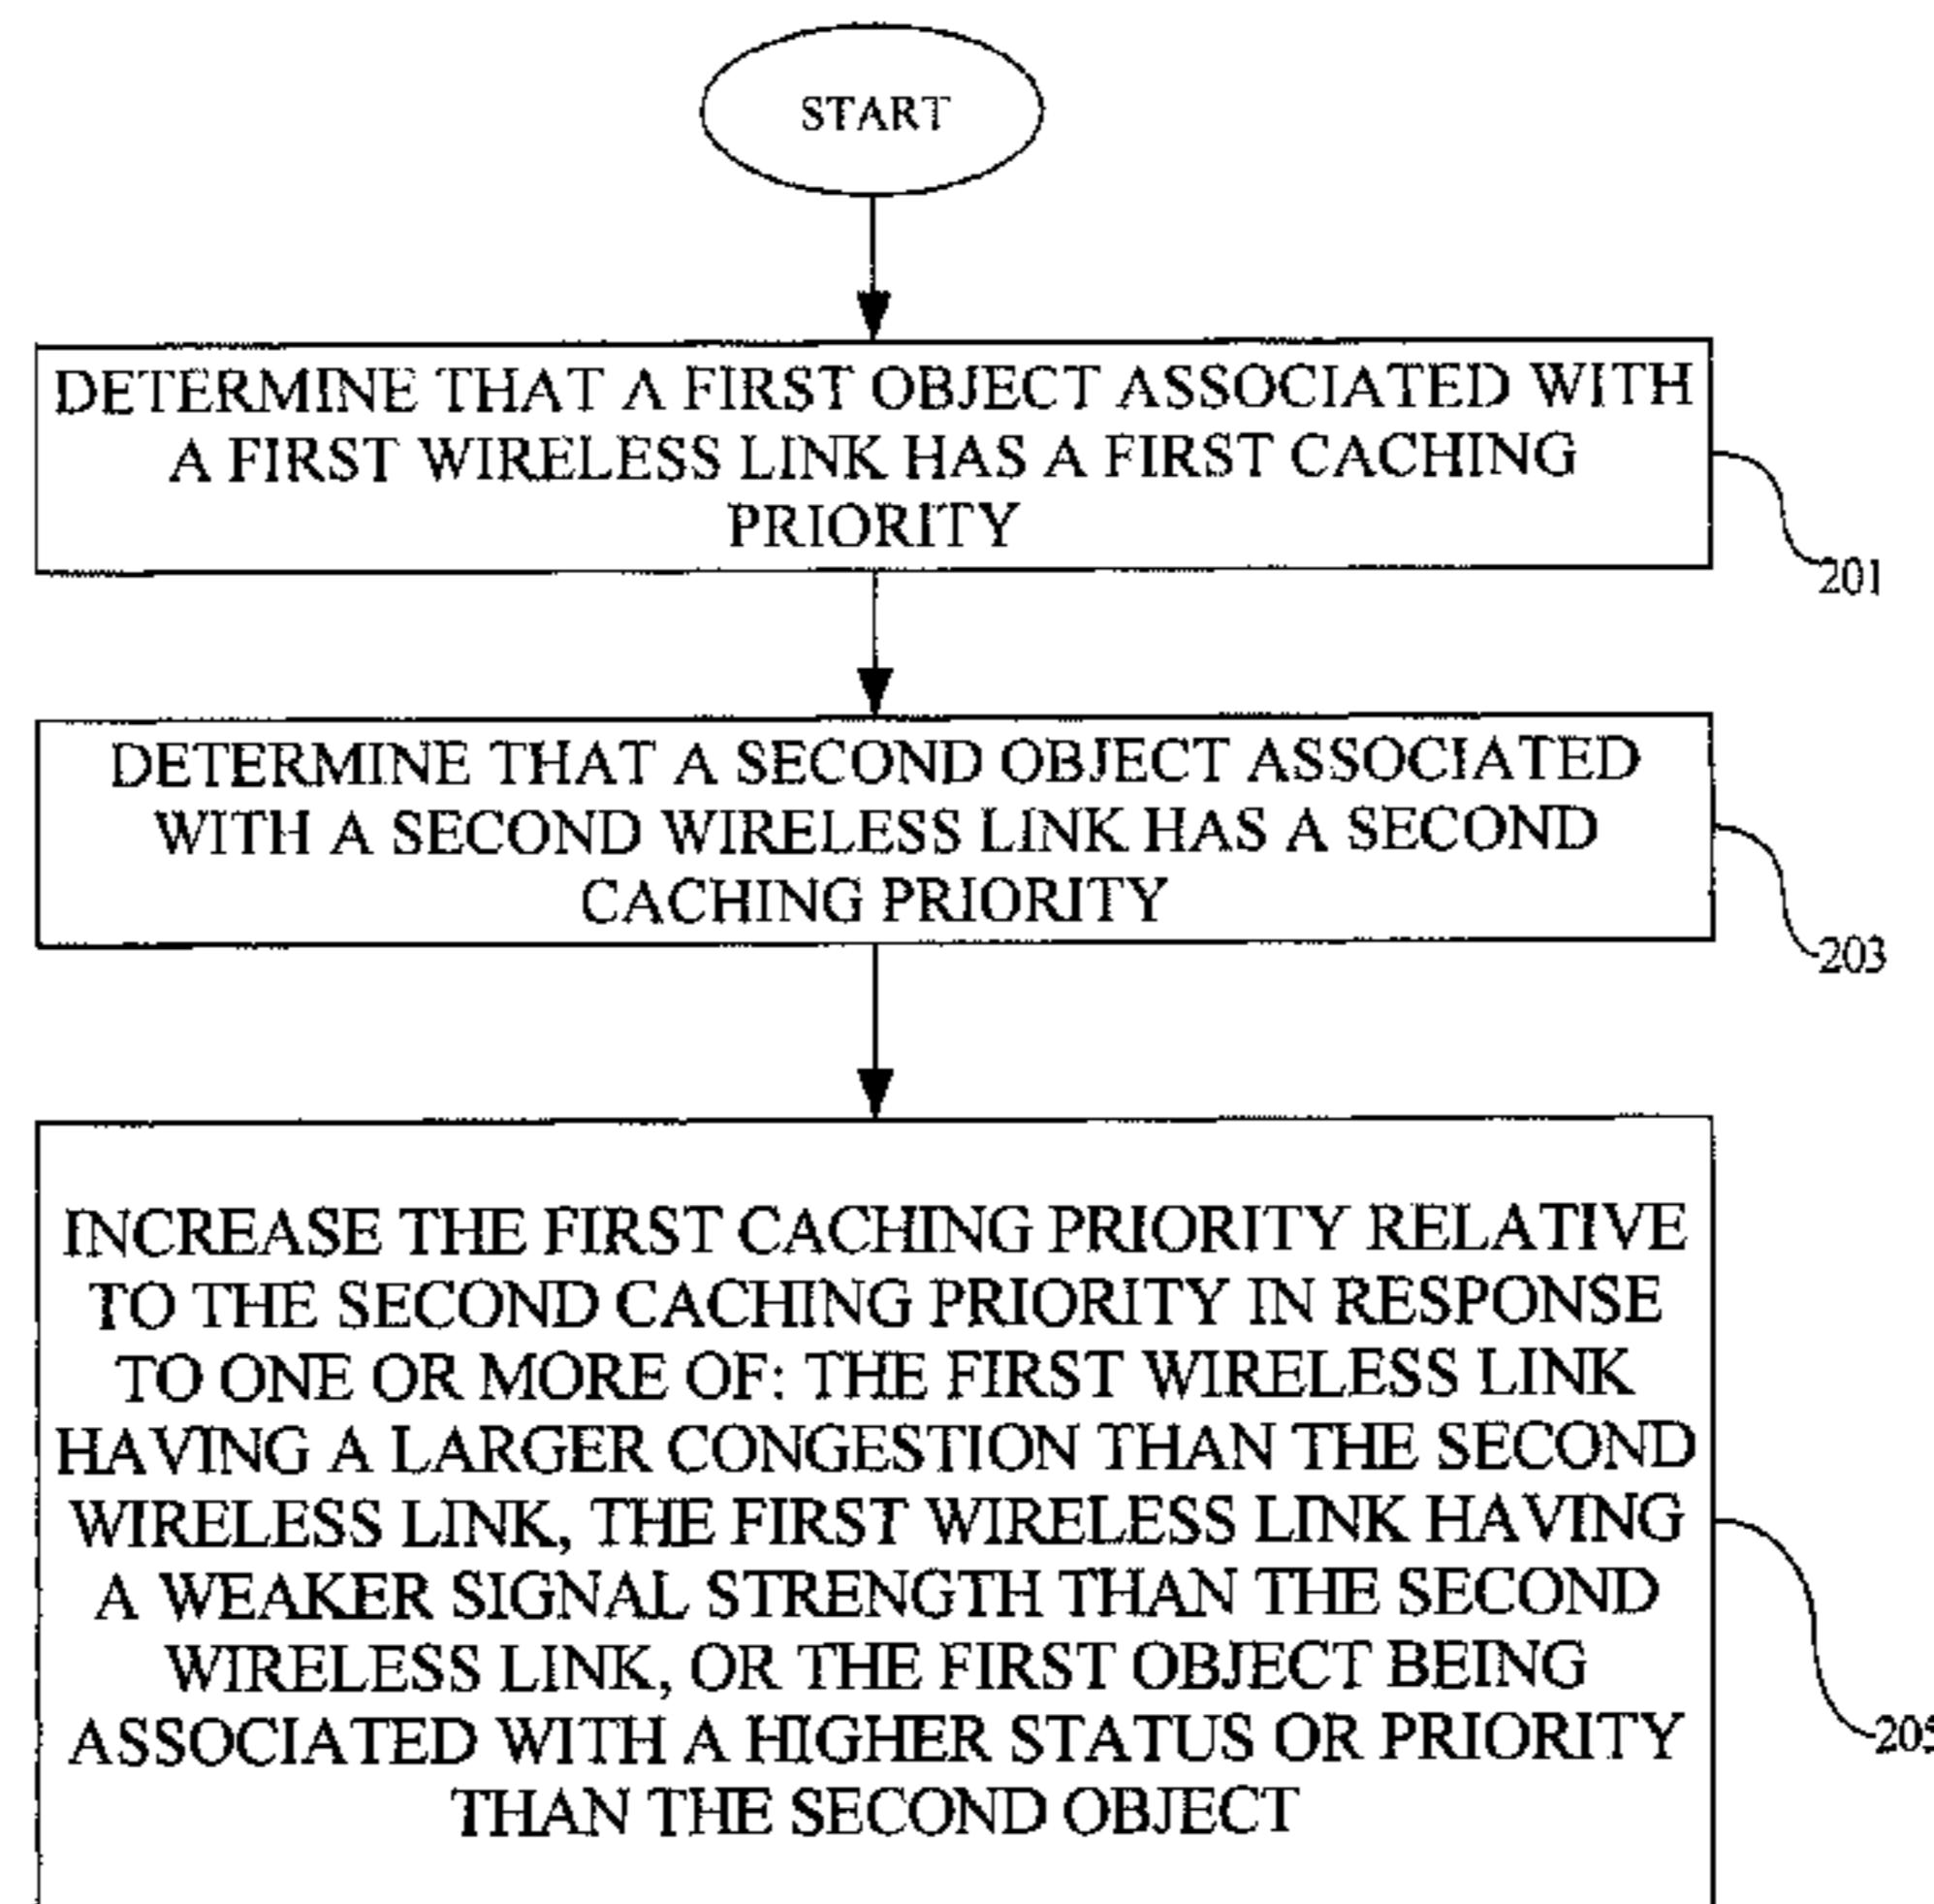 START
DETERMINE THAT A FIRST OBJECT ASSOCIATED WITH
A FIRST WIRELESS LINK HAS A FIRST CACHING
PRIORITY
201
DETERMINE THAT A SECOND OBJECT ASSOCIATED
WITH A SECOND WIRELESS LINK HAS A SECOND
CACHING PRIORITY
203
INCREASE THE FIRST CACHING PRIORITY RELATIVE
TO THE SECOND CACHING PRIORITY IN RESPONSE
TO ONE OR MORE OF: THE FIRST WIRELESS LINK
HAVING A LARGER CONGESTION THAN THE SECOND
WIRELESS LINK, THE FIRST WIRELESS LINK HAVING
A WEAKER SIGNAL STRENGTH THAN THE SECOND
WIRELESS LINK, OR THE FIRST OBJECT BEING
ASSOCIATED WITH A HIGHER STATUS OR PRIORITY
THAN THE SECOND OBJECT
205